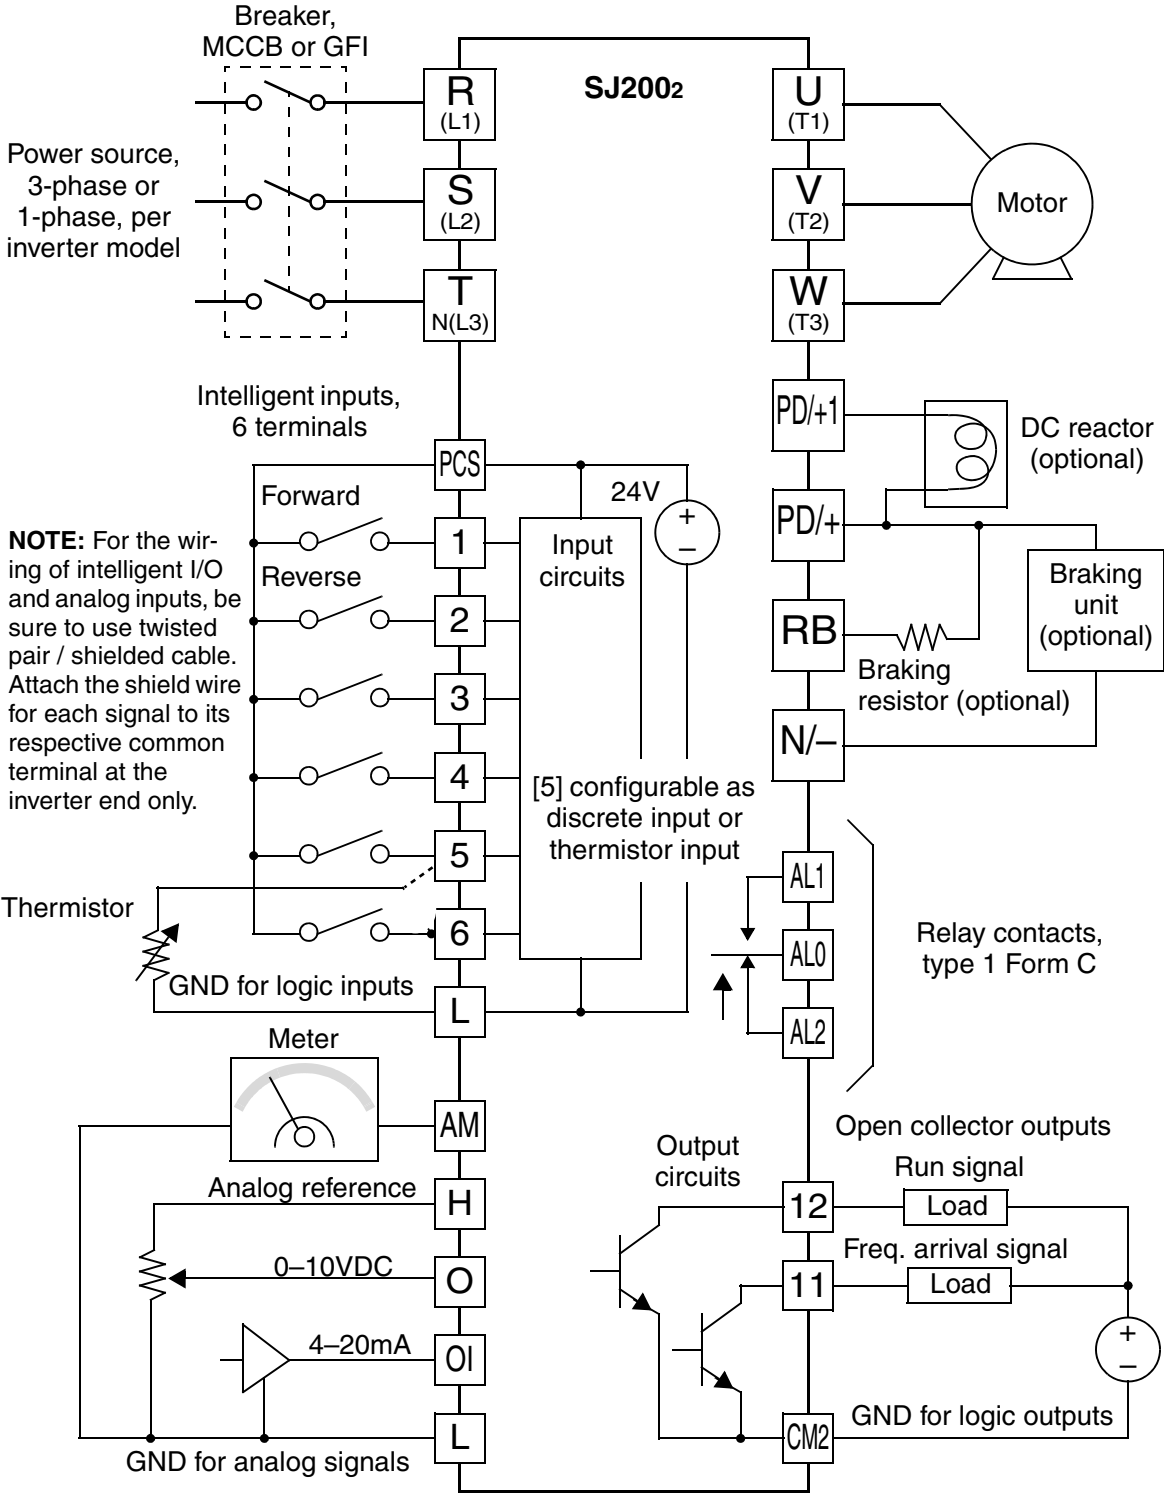 Breaker,
MCCB or GFI
SJ2002
R
(L1)
U
(T1)
Power source,
3-phase or
1-phase, per
inverter model
S
(L2)
V
(T2)
Motor
T
N(L3)
W
(T3)
Intelligent inputs,
6 terminals
PD/+1
DC reactor
(optional)
PCS
Forward
24V
+
–
PD/+
NOTE: For the wir-
ing of intelligent I/O
and analog inputs, be
sure to use twisted
pair / shielded cable.
Attach the shield wire
for each signal to its
respective common
terminal at the
inverter end only.
1
Input
circuits
Reverse
2
Braking
unit
(optional)
RB
Braking
resistor (optional)
3
N/–
4
[5] configurable as
discrete input or
thermistor input
5
AL1
Thermistor
6
AL0
Relay contacts,
type 1 Form C
GND for logic inputs
L
AL2
Meter
AM
Open collector outputs
Output
circuits
Run signal
Analog reference
H
12
Load
Freq. arrival signal
0–10VDC
O
11
Load
+
–
4–20mA
OI
GND for logic outputs
L
CM2
GND for analog signals